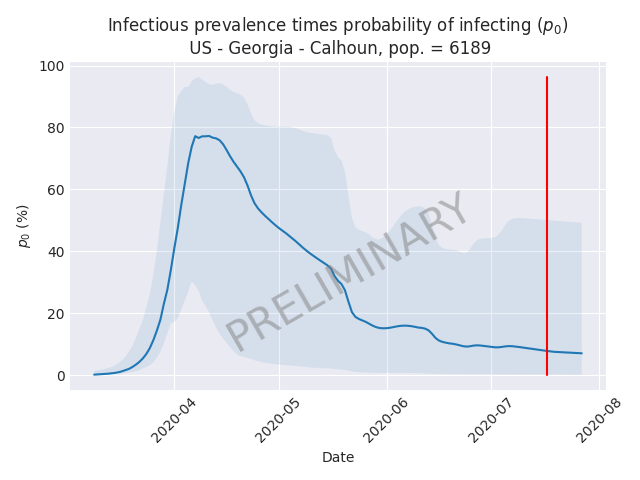 Infectious prevalence times probability of infecting (p₀)
US - Georgia - Calhoun, pop. = 6189
p₀ (%)
100
80
60
40
20
0
PRELIMINARY
2020-04
2020-05
2020-06
2020-07
2020-08
Date